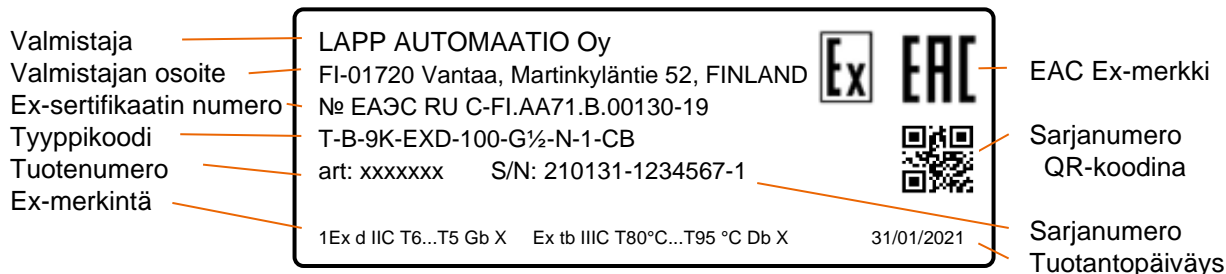 Valmistaja
Valmistajan osoite
Ex-sertifikaatin numero
Tyyppikoodi
Tuotenumero
Ex-merkintä
LAPP AUTOMAATIO Oy
FI-01720 Vantaa, Martinkyläntie 52, FINLAND
№ ЕАЭС RU C-FI.AA71.B.00130-19
T-B-9K-EXD-100-G½-N-1-CB
art: xxxxxxx S/N: 210131-1234567-1
1Ex d IIC T6...T5 Gb X Ex tb IIIC T80°C...T95 °C Db X 31/01/2021
Ex EAC
EAC Ex-merkki
Sarjanumero
QR-koodina
Sarjanumero
Tuotantopäiväys